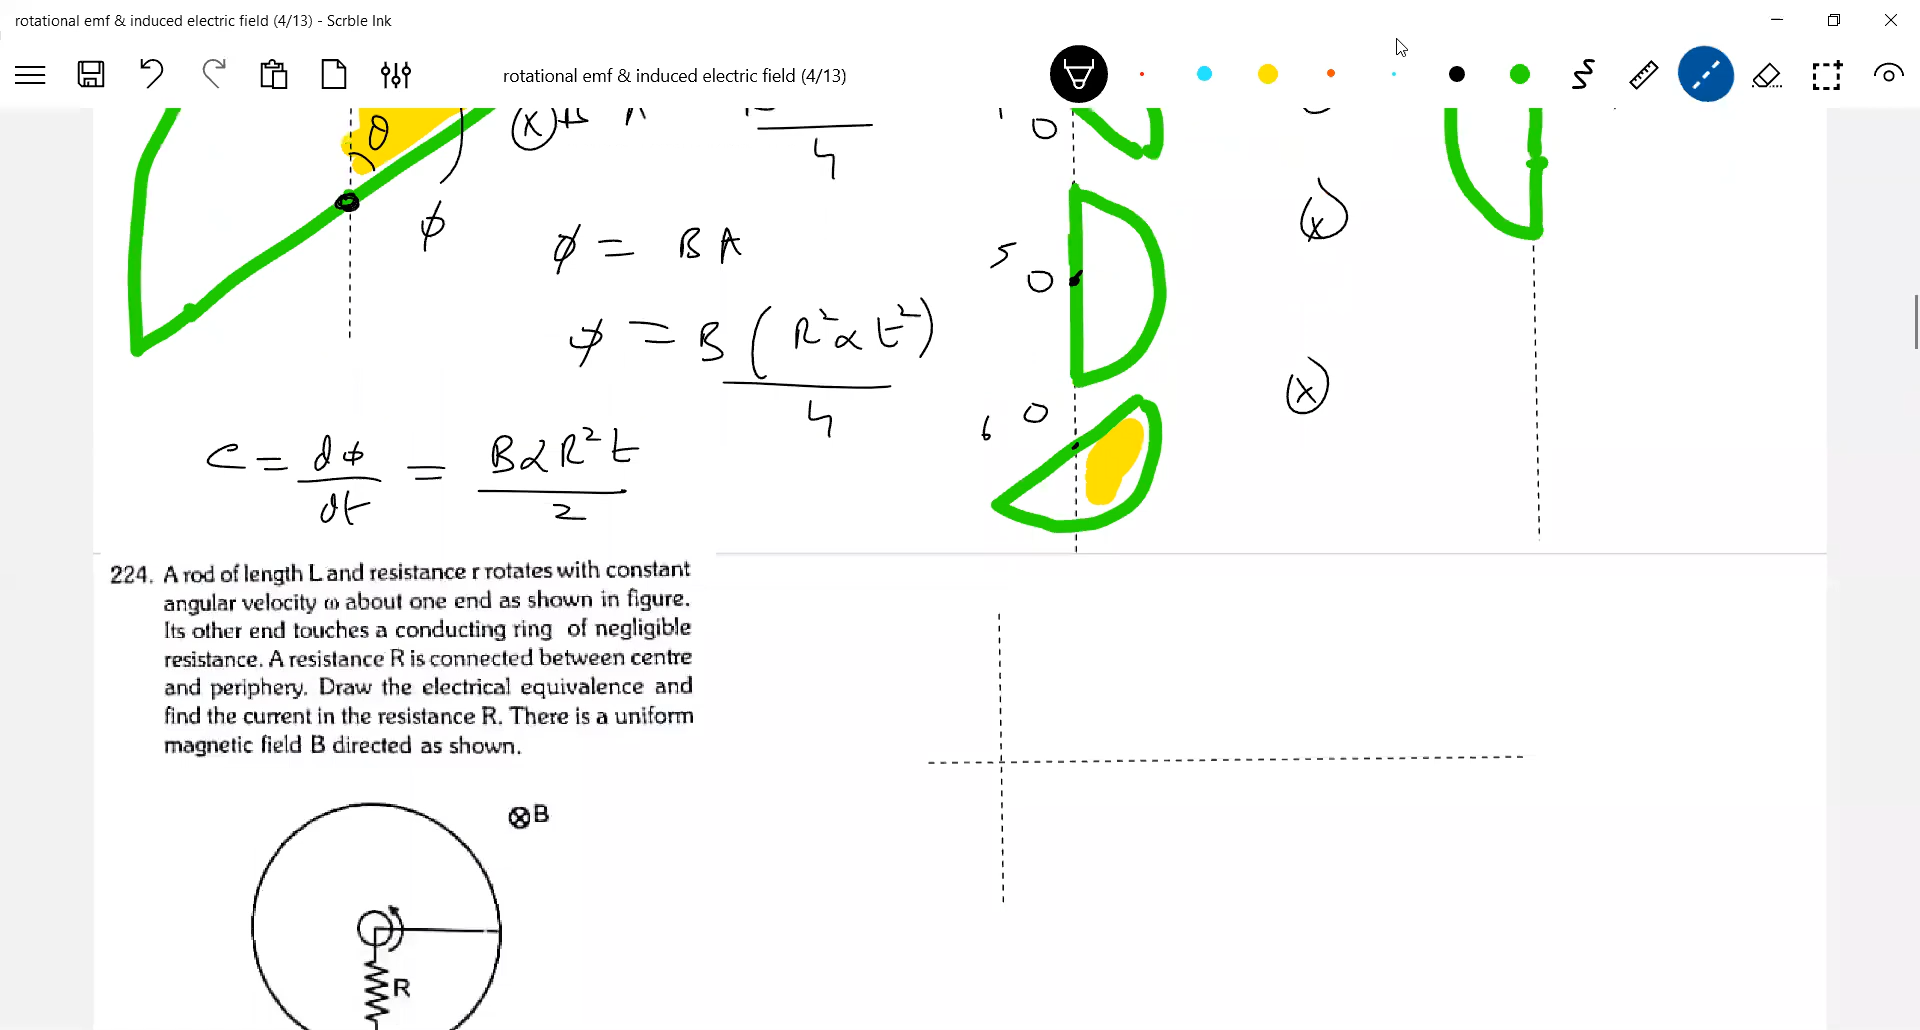 rotational emf & induced electric field (4/13) - Scrble Ink
rotational emf & induced electric field (4/13)
θ
(x)
4
0
ϕ
ϕ = BA
5
0
(x)
ϕ = B (R²αt²)
4
6
0
(x)
e = dϕ = BαR²t
dt 2
224. A rod of length L and resistance r rotates with constant
angular velocity ω about one end as shown in figure.
Its other end touches a conducting ring of negligible
resistance. A resistance R is connected between centre
and periphery. Draw the electrical equivalence and
find the current in the resistance R. There is a uniform
magnetic field B directed as shown.
⊗B
R